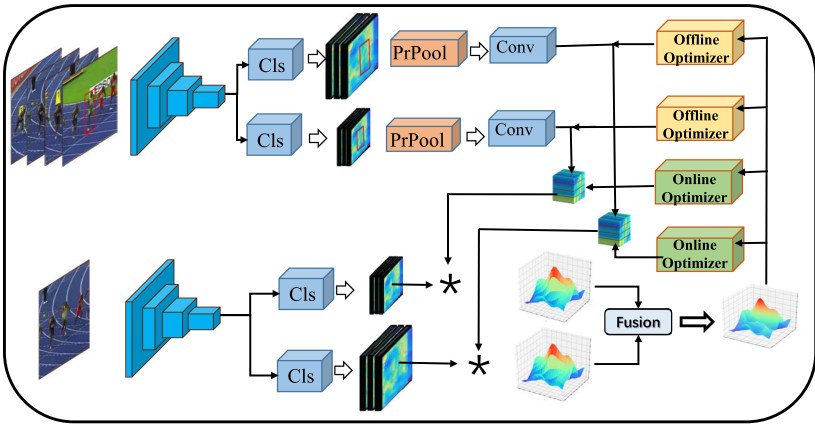 Cls
PrPool
Conv
Offline
Optimizer
Cls
PrPool
Conv
Offline
Optimizer
Online
Optimizer
Online
Optimizer
Cls
*
Fusion
Cls
*